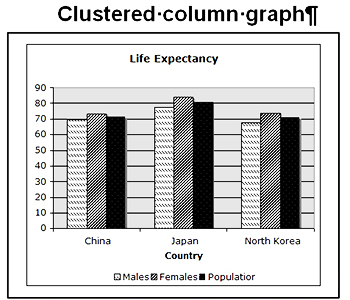 Clustered·column·graph¶
Life Expectancy
90
80
70
60
50
40
30
20
10
0
China Japan North Korea
Country
Males Females Population